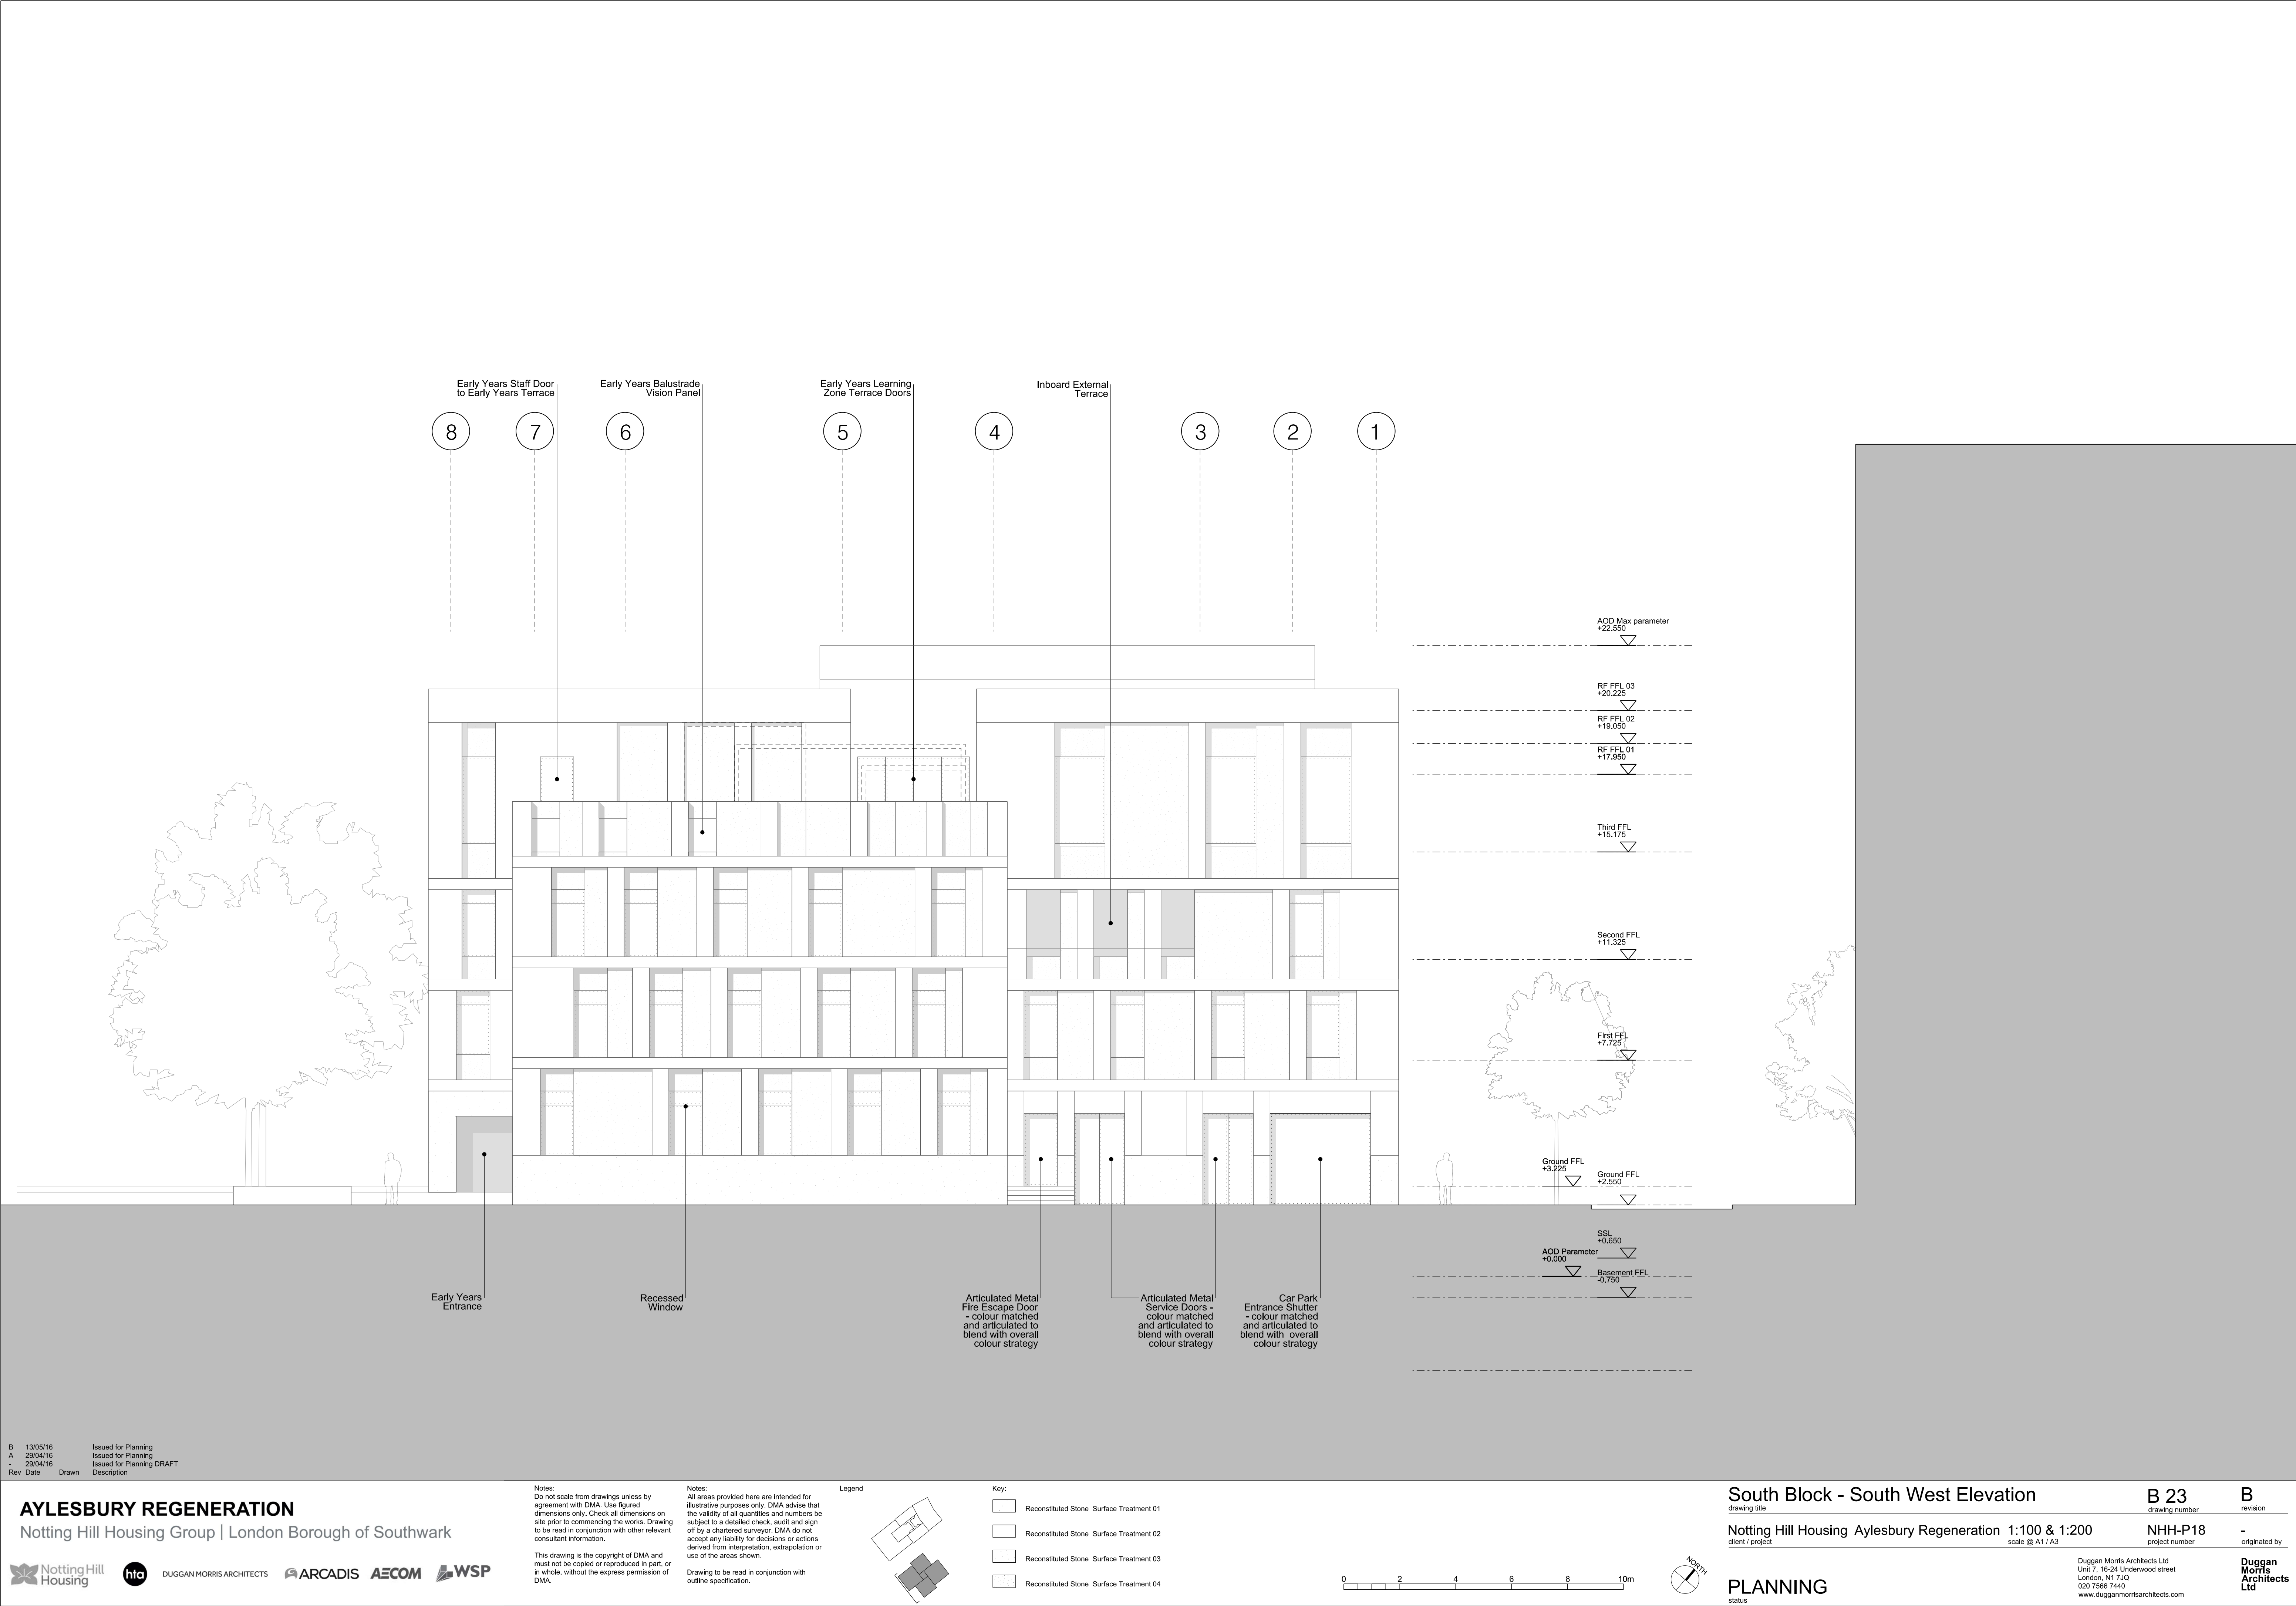 Early Years Staff Door
to Early Years Terrace
Early Years Balustrade
Vision Panel
Early Years Learning
Zone Terrace Doors
Inboard External
Terrace
8
7
6
5
4
3
2
1
AOD Max parameter
+22.550
RF FFL 03
+20.225
RF FFL 02
+19.050
RF FFL 01
+17.950
Third FFL
+15.175
Second FFL
+11.325
First FFL
+7.725
Ground FFL
+3.225
Ground FFL
+2.550
SSL
+0.650
AOD Parameter
+0.000
Basement FFL
-0.750
Early Years
Entrance
Recessed
Window
Articulated Metal
Fire Escape Door
- colour matched
and articulated to
blend with overall
colour strategy
Articulated Metal
Service Doors -
colour matched
and articulated to
blend with overall
colour strategy
Car Park
Entrance Shutter
- colour matched
and articulated to
blend with overall
colour strategy
B 13/05/16 Issued for Planning
A 29/04/16 Issued for Planning
- 29/04/16 Issued for Planning DRAFT
Rev Date Drawn Description
AYLESBURY REGENERATION
Notting Hill Housing Group | London Borough of Southwark
Notting Hill
Housing
hta
DUGGAN MORRIS ARCHITECTS
ARCADIS
AECOM
WSP
Notes:
Do not scale from drawings unless by
agreement with DMA. Use figured
dimensions only. Check all dimensions on
site prior to commencing the works. Drawing
to be read in conjunction with other relevant
consultant information.
This drawing is the copyright of DMA and
must not be copied or reproduced in part, or
in whole, without the express permission of
DMA.
Notes:
All areas provided here are intended for
illustrative purposes only. DMA advise that
the validity of all quantities and numbers be
subject to a detailed check, audit and sign
off by a chartered surveyor. DMA do not
accept any liability for decisions or actions
derived from interpretation, extrapolation or
use of the areas shown.
Drawing to be read in conjunction with
outline specification.
Legend
Key:
Reconstituted Stone Surface Treatment 01
Reconstituted Stone Surface Treatment 02
Reconstituted Stone Surface Treatment 03
Reconstituted Stone Surface Treatment 04
0 2 4 6 8 10m
NORTH
South Block - South West Elevation
drawing title
B 23
drawing number
B
revision
Notting Hill Housing Aylesbury Regeneration
client / project
1:100 & 1:200
scale @ A1 / A3
NHH-P18
project number
-
originated by
PLANNING
status
Duggan Morris Architects Ltd
Unit 7, 16-24 Underwood street
London, N1 7JQ
020 7566 7440
www.dugganmorrisarchitects.com
Duggan
Morris
Architects
Ltd